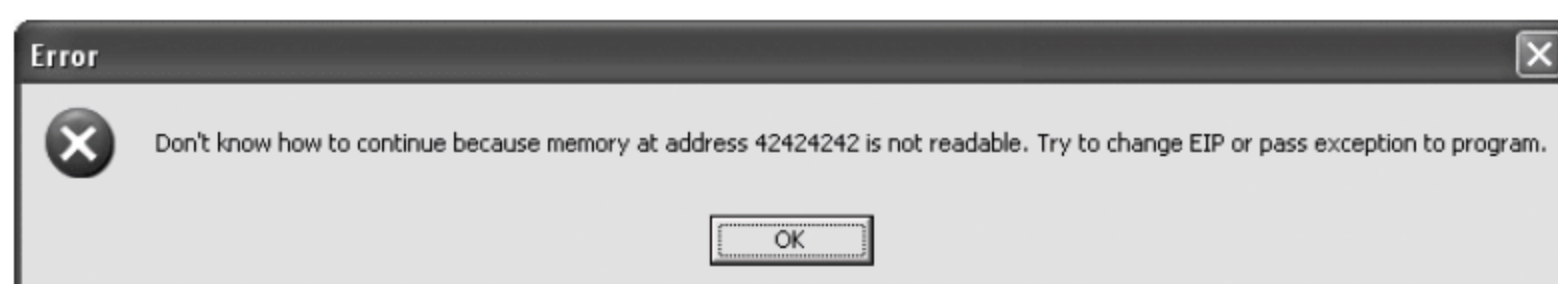 Error
Don't know how to continue because memory at address 42424242 is not readable. Try to change EIP or pass exception to program.
OK